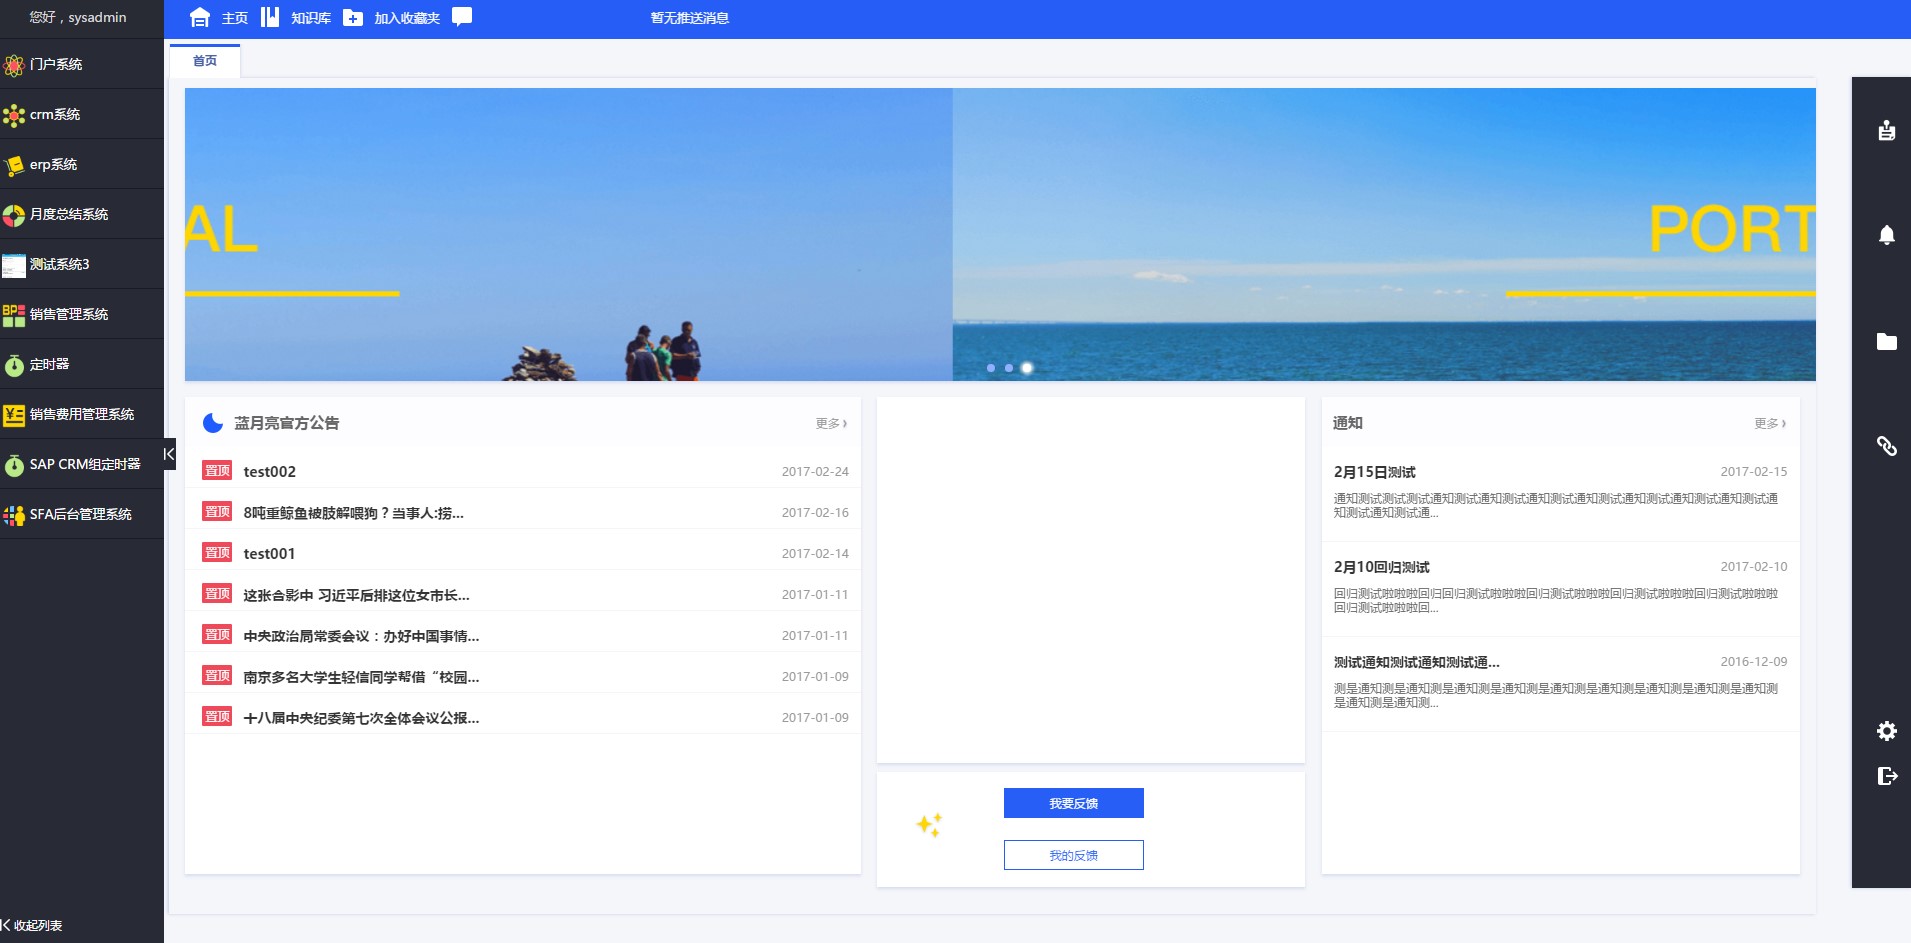 您好，sysadmin
主页
知识库
加入收藏夹
暂无推送消息
门户系统
crm系统
erp系统
月度总结系统
测试系统3
销售管理系统
定时器
销售费用管理系统
SAP CRM组定时器
SFA后台管理系统
收起列表
首页
AL
PORT
蓝月亮官方公告
更多 ›
置顶 test002 2017-02-24
置顶 8吨重鲸鱼被肢解喂狗？当事人:捞... 2017-02-16
置顶 test001 2017-02-14
置顶 这张合影中 习近平后排这位女市长... 2017-01-11
置顶 中央政治局常委会议：办好中国事情... 2017-01-11
置顶 南京多名大学生轻信同学帮借“校园... 2017-01-09
置顶 十八届中央纪委第七次全体会议公报... 2017-01-09
我要反馈
我的反馈
通知
更多 ›
2月15日测试 2017-02-15
通知测试测试测试通知测试通知测试通知测试通知测试通知测试通知测试通知测试通
知测试通知测试通...
2月10回归测试 2017-02-10
回归测试啦啦啦回归回归测试啦啦啦回归测试啦啦啦回归测试啦啦啦回归测试啦啦啦
回归测试啦啦啦回...
测试通知测试通知测试通... 2016-12-09
测是通知测是通知测是通知测是通知测是通知测是通知测是通知测是通知测是通知测
是通知测是通知测...